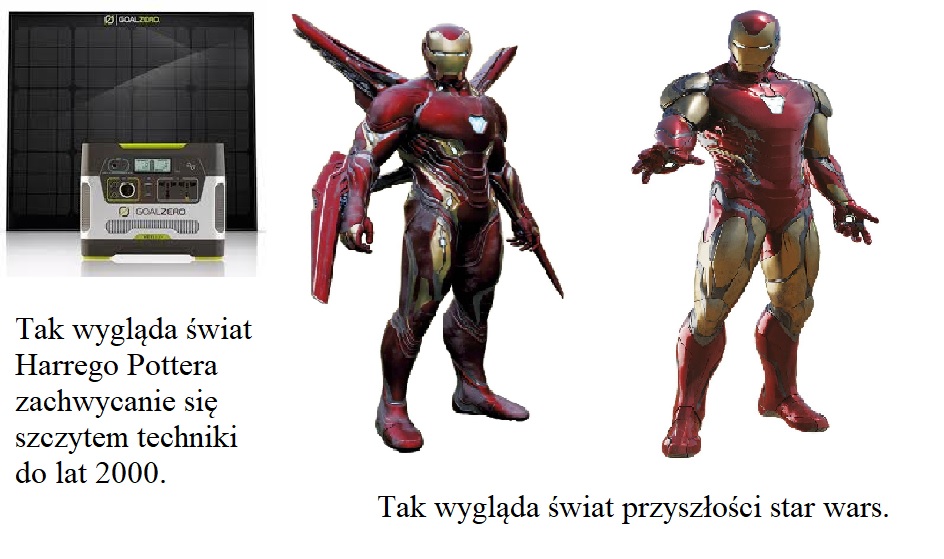 GOALZERO
GOALZERO
Tak wygląda świat
Harrego Pottera
zachwycanie się
szczytem techniki
do lat 2000.
Tak wygląda świat przyszłości star wars.